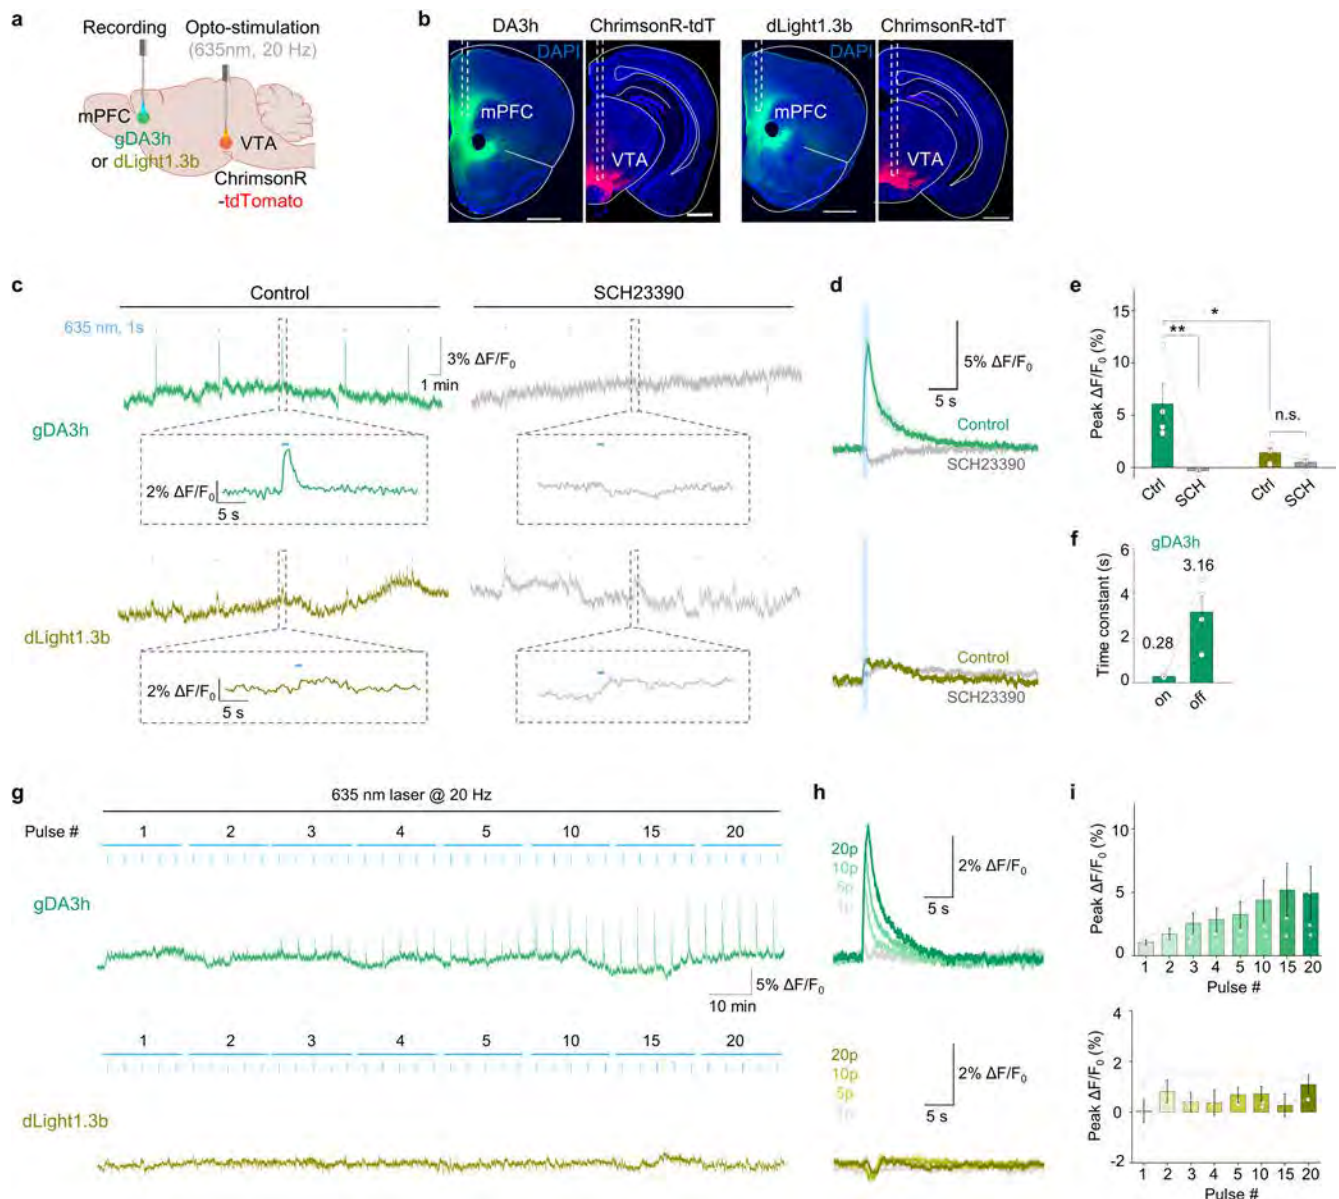 a
Recording
Opto-stimulation
(635nm, 20 Hz)
mPFC
gDA3h
or dLight1.3b
VTA
ChrimsonR
-tdTomato
b
DA3h
ChrimsonR-tdT
dLight1.3b
ChrimsonR-tdT
DAPI
mPFC
VTA
DAPI
mPFC
VTA
c
Control
SCH23390
635 nm, 1s
3% ΔF/F0
1 min
gDA3h
2% ΔF/F0
5 s
dLight1.3b
2% ΔF/F0
5 s
d
5% ΔF/F0
5 s
Control
SCH23390
Control
SCH23390
e
Peak ΔF/F0 (%)
15
10
5
0
*
**
n.s.
Ctrl
SCH
Ctrl
SCH
f
gDA3h
Time constant (s)
6
4
2
0
0.28
3.16
on
off
g
635 nm laser @ 20 Hz
Pulse #
1 2 3 4 5 10 15 20
gDA3h
5% ΔF/F0
10 min
1 2 3 4 5 10 15 20
dLight1.3b
h
20p
10p
5p
1p
2% ΔF/F0
5 s
20p
10p
5p
1p
2% ΔF/F0
5 s
i
Peak ΔF/F0 (%)
10
5
0
1 2 3 4 5 10 15 20
Pulse #
Peak ΔF/F0 (%)
4
2
0
-2
1 2 3 4 5 10 15 20
Pulse #